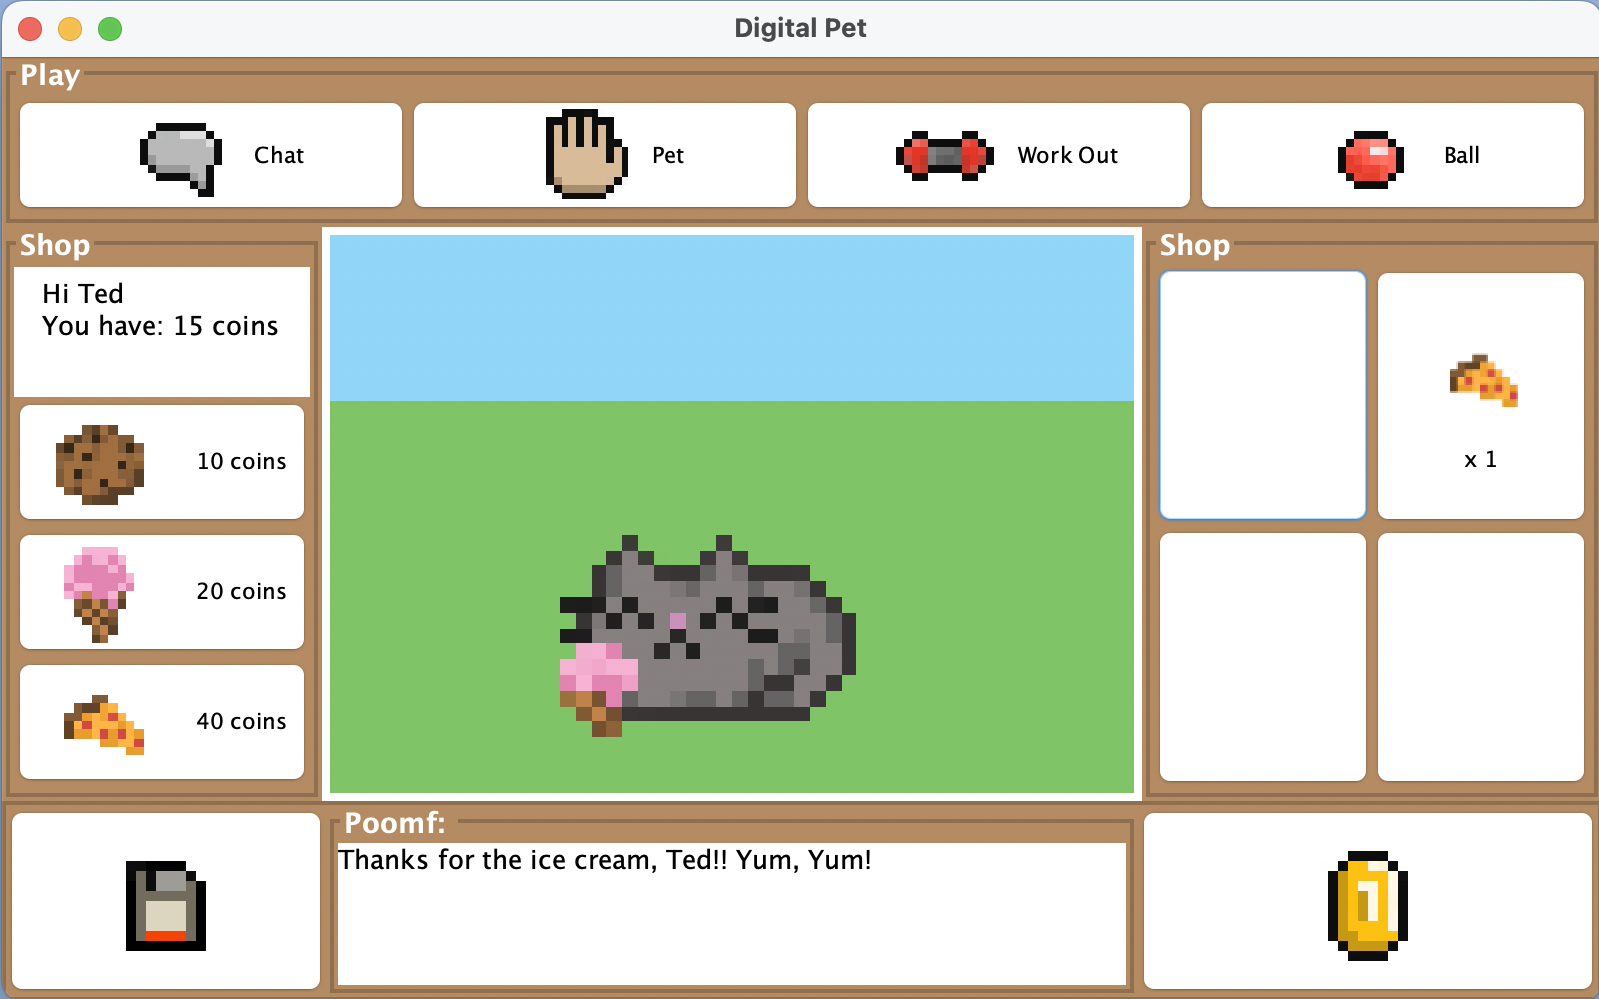 Digital Pet
Play
Chat
Pet
Work Out
Ball
Shop
Hi Ted
You have: 15 coins
10 coins
20 coins
40 coins
Shop
x 1
Poomf:
Thanks for the ice cream, Ted!! Yum, Yum!